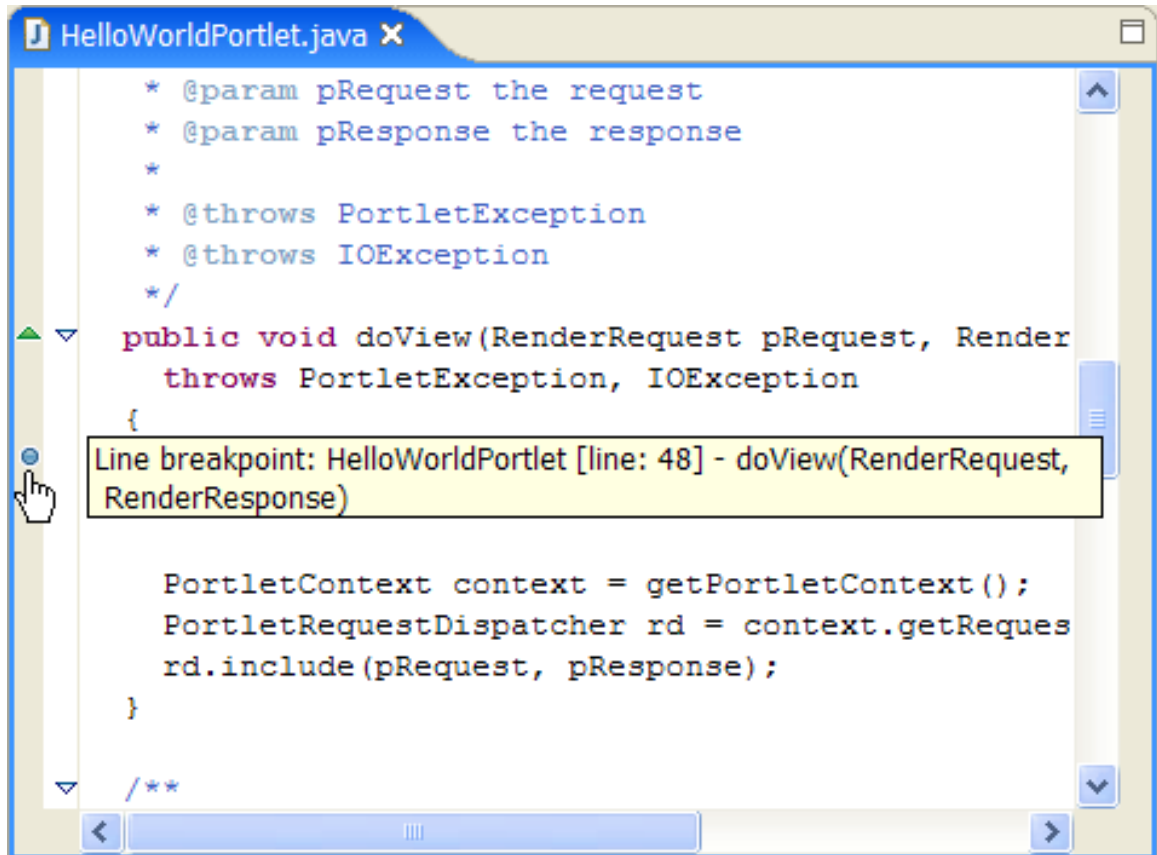 HelloWorldPortlet.java
* @param pRequest the request
* @param pResponse the response
*
* @throws PortletException
* @throws IOException
*/
public void doView(RenderRequest pRequest, Render
throws PortletException, IOException
{
Line breakpoint: HelloWorldPortlet [line: 48] - doView(RenderRequest,
RenderResponse)
PortletContext context = getPortletContext();
PortletRequestDispatcher rd = context.getReques
rd.include(pRequest, pResponse);
}
/**